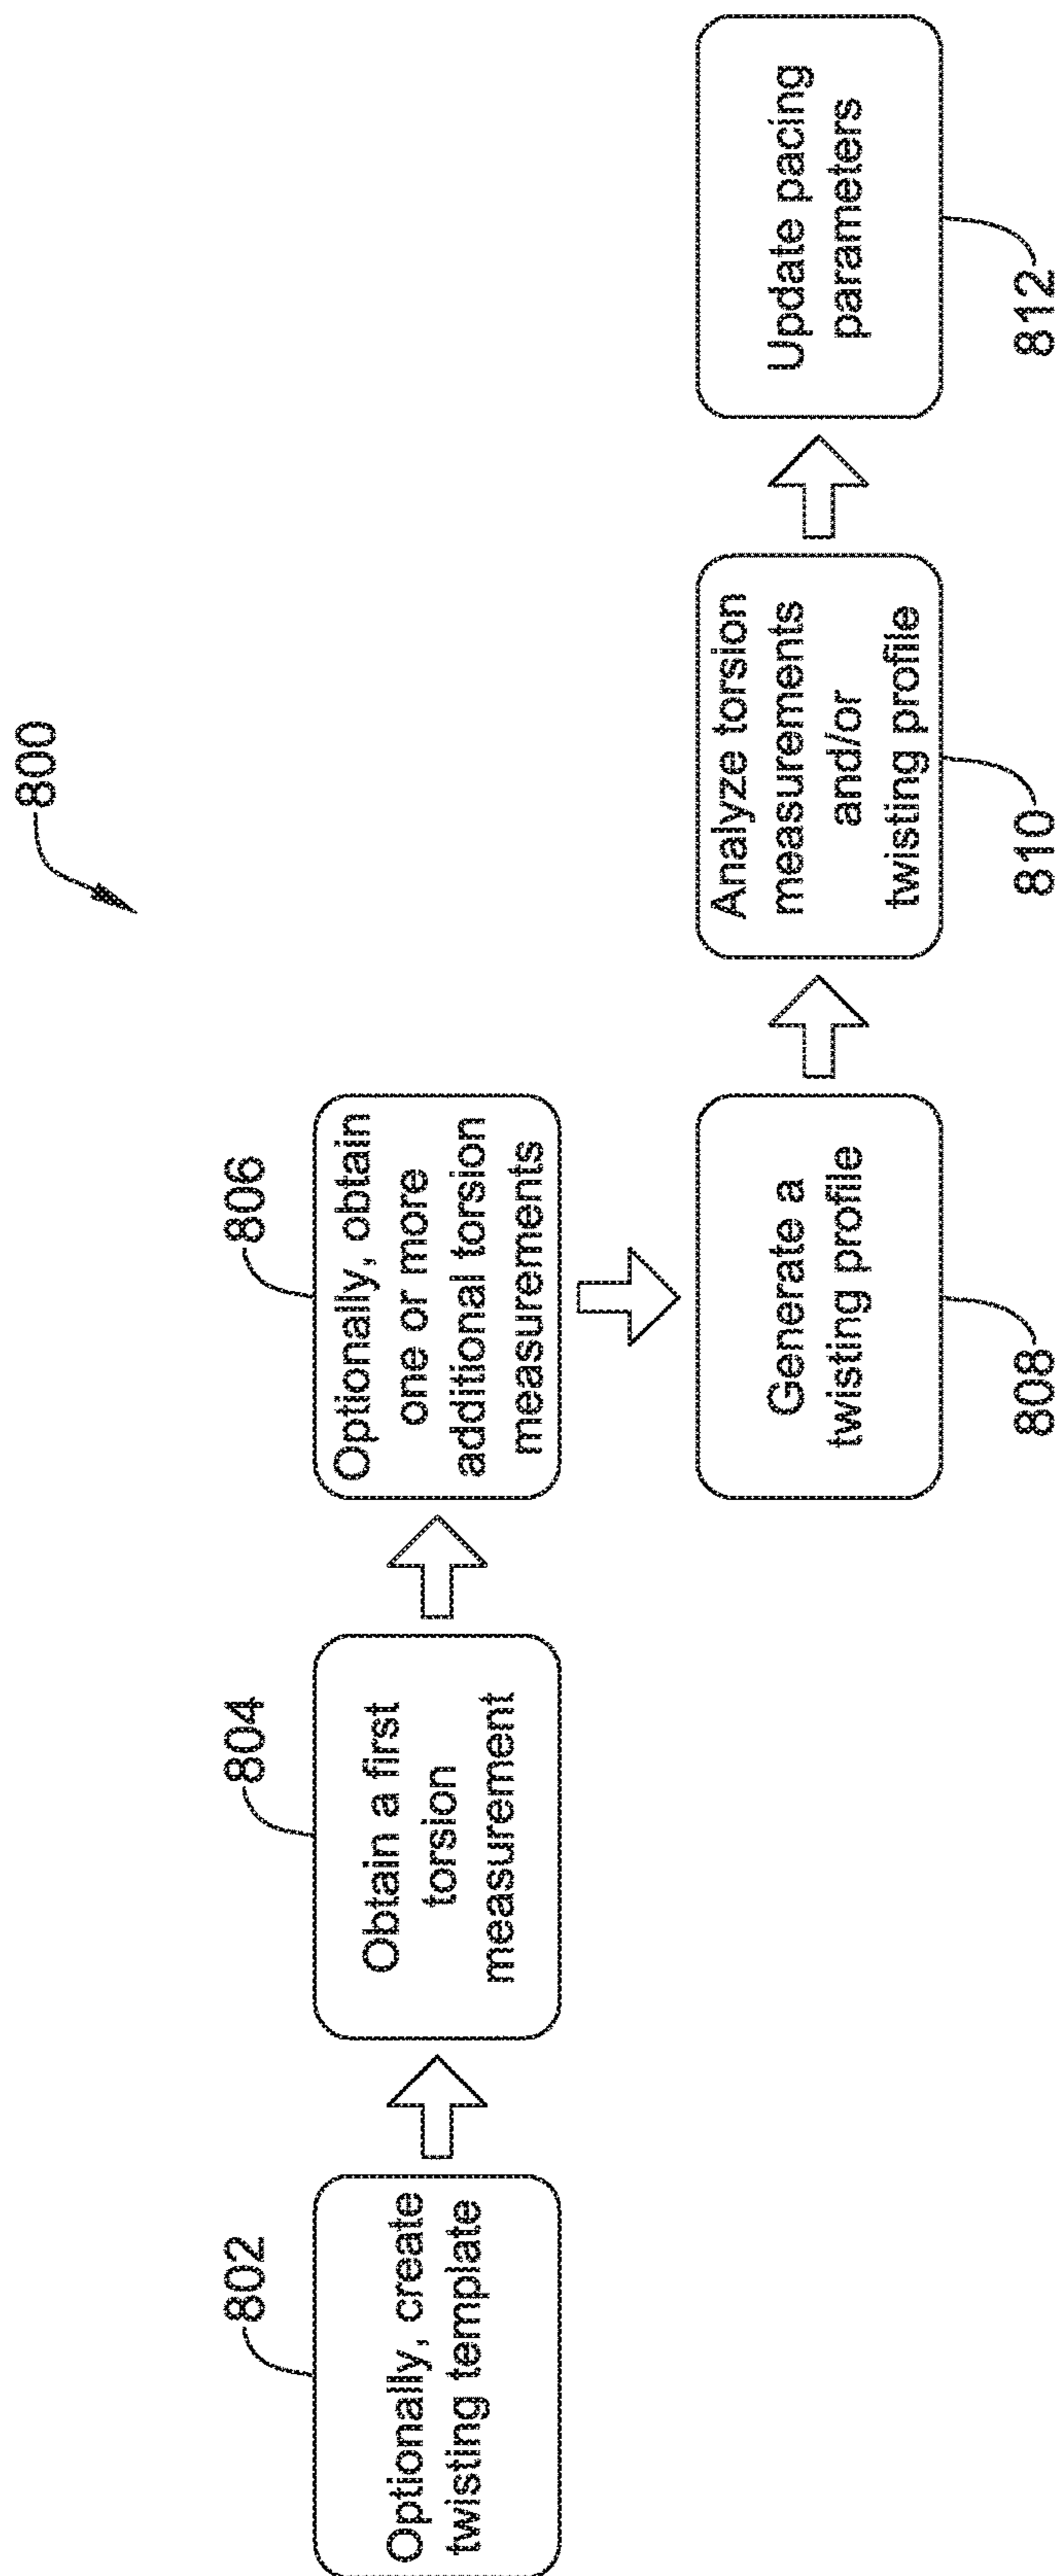 800
802
Optionally, create
twisting template
804
Obtain a first
torsion
measurement
806
Optionally, obtain
one or more
additional torsion
measurements
Generate a
twisting profile
808
Analyze torsion
measurements
and/or
twisting profile
810
Update pacing
parameters
812